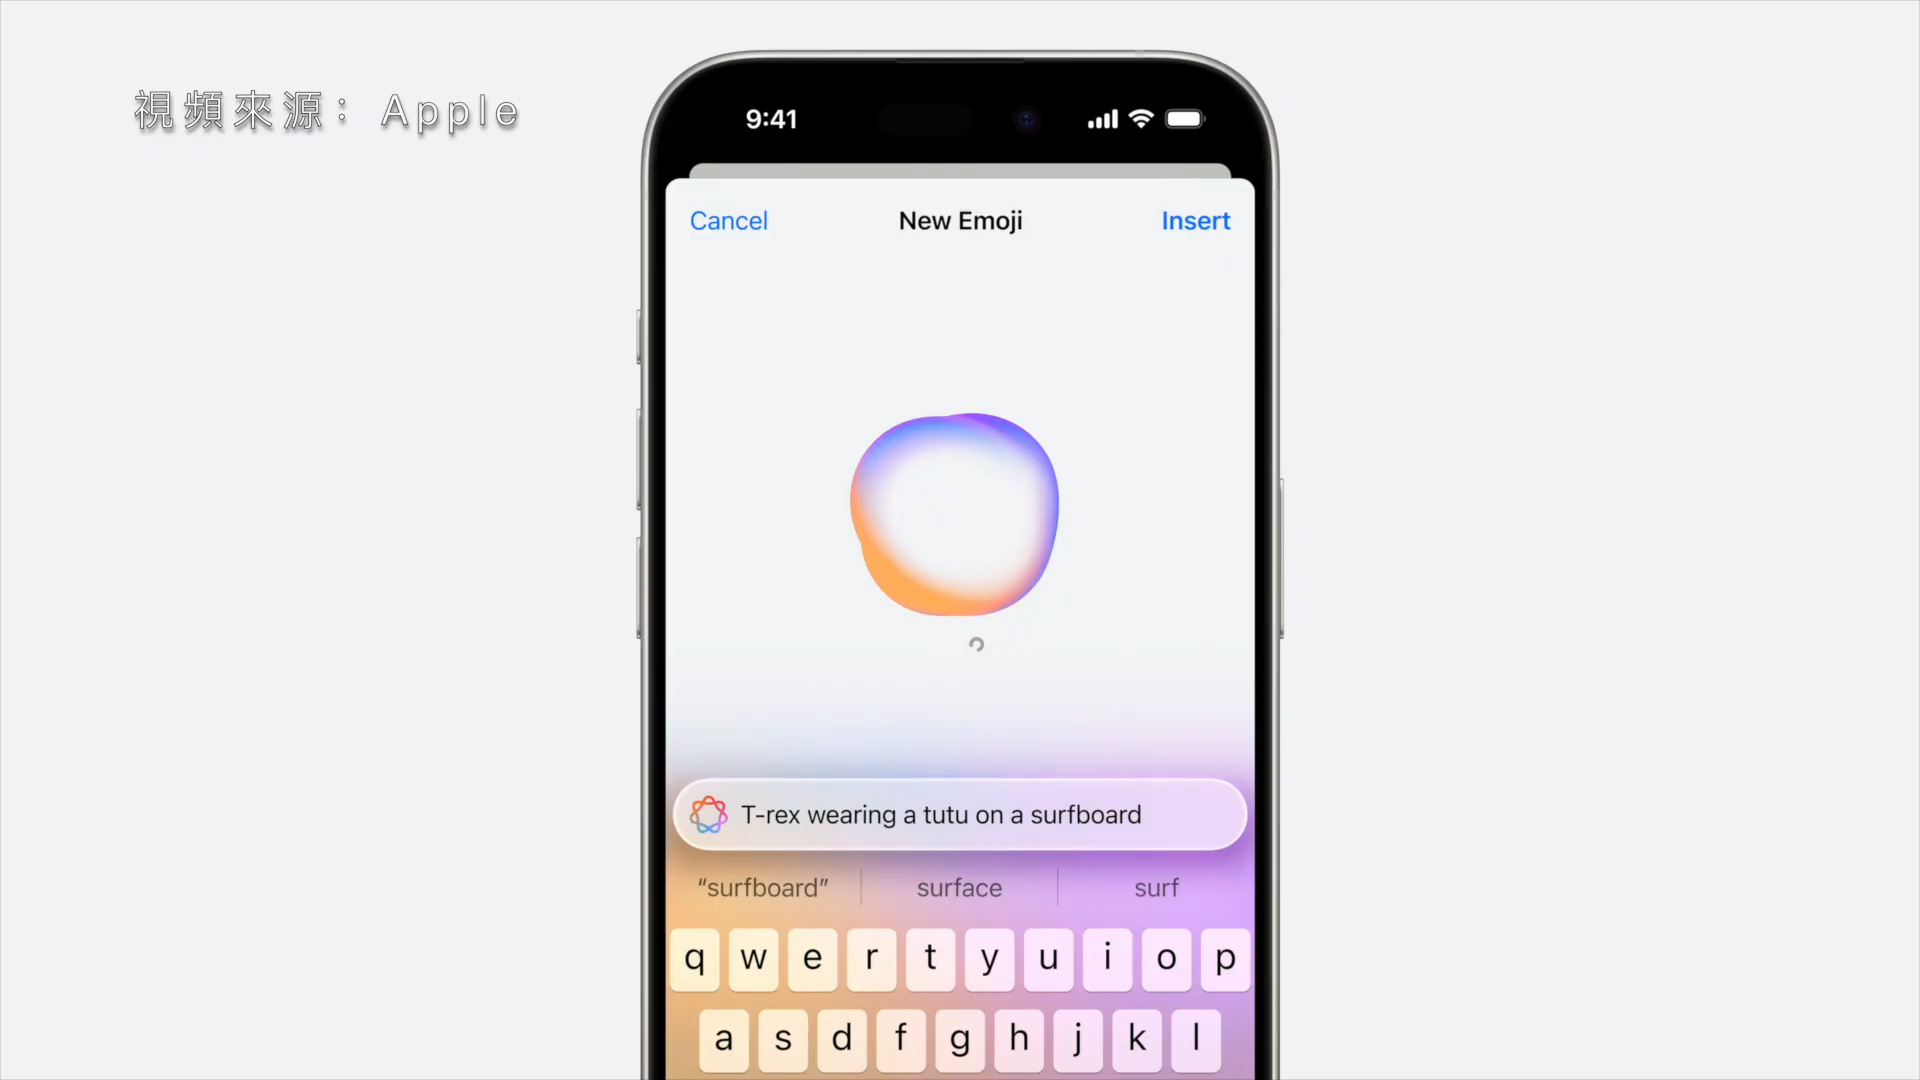 視頻來源：Apple
9:41
Cancel
New Emoji
Insert
T-rex wearing a tutu on a surfboard
“surfboard”
surface
surf
q w e r t y u i o p
a s d f g h j k l